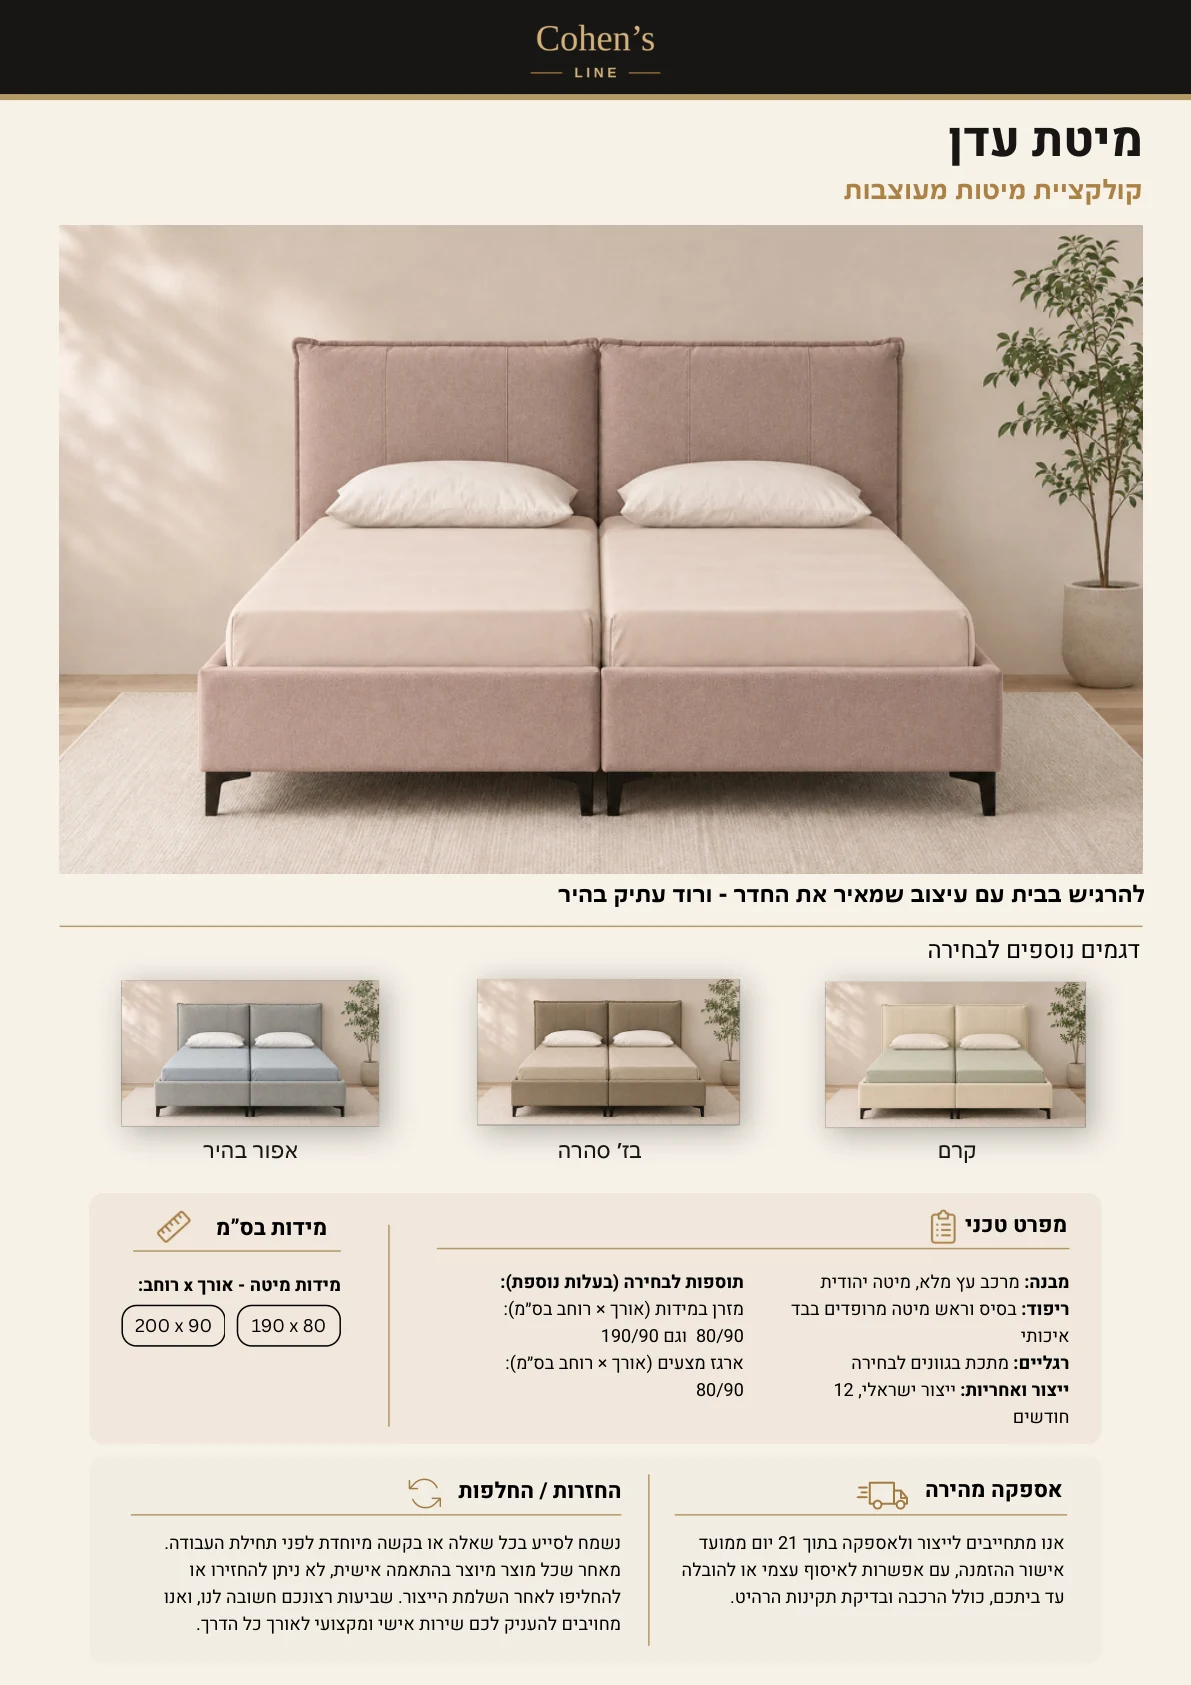 Cohen’s
LINE
מיטת עדן
קולקציית מיטות מעוצבות
להרגיש בבית עם עיצוב שמאיר את החדר - ורוד עתיק בהיר
דגמים נוספים לבחירה
קרם
בז’ סהרה
אפור בהיר
מפרט טכני
מבנה: מרכב עץ מלא, מיטה יהודית
ריפוד: בסיס וראש מיטה מרופדים בבד
איכותי
רגליים: מתכת בגוונים לבחירה
ייצור ואחריות: ייצור ישראלי, 12
חודשים
תוספות לבחירה (בעלות נוספת):
מזרן במידות (אורך × רוחב בס״מ):
80/90 וגם 190/90
ארגז מצעים (אורך × רוחב בס״מ):
80/90
מידות בס”מ
מידות מיטה - אורך x רוחב:
190 x 80
200 x 90
אספקה מהירה
אנו מתחייבים לייצור ולאספקה בתוך 21 יום ממועד
אישור ההזמנה, עם אפשרות לאיסוף עצמי או להובלה
עד ביתכם, כולל הרכבה ובדיקת תקינות הרהיט.
החזרות / החלפות
נשמח לסייע בכל שאלה או בקשה מיוחדת לפני תחילת העבודה.
מאחר שכל מוצר מיוצר בהתאמה אישית, לא ניתן להחזירו או
להחליפו לאחר השלמת הייצור. שביעות רצונכם חשובה לנו, ואנו
מחויבים להעניק לכם שירות אישי ומקצועי לאורך כל הדרך.